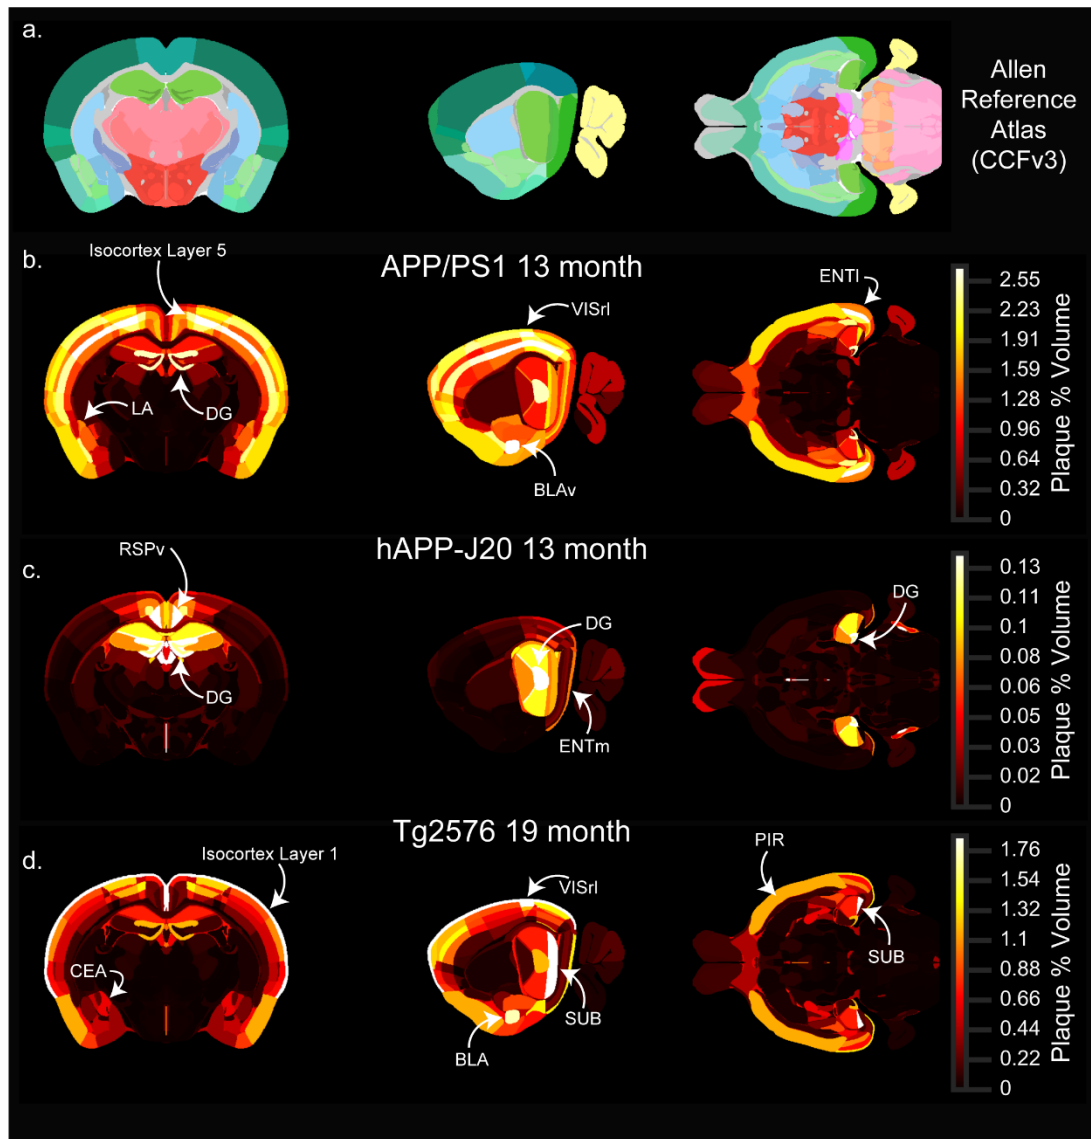 a.
Allen
Reference
Atlas
(CCFv3)
b.
Isocortex Layer 5
APP/PS1 13 month
ENTl
VISrl
LA
DG
BLAv
2.55
2.23
1.91
1.59
1.28
0.96
0.64
0.32
0
Plaque % Volume
c.
RSPv
hAPP-J20 13 month
DG
DG
DG
ENTm
0.13
0.11
0.1
0.08
0.06
0.05
0.03
0.02
0
Plaque % Volume
d.
Isocortex Layer 1
Tg2576 19 month
PIR
VISrl
CEA
SUB
SUB
BLA
1.76
1.54
1.32
1.1
0.88
0.66
0.44
0.22
0
Plaque % Volume